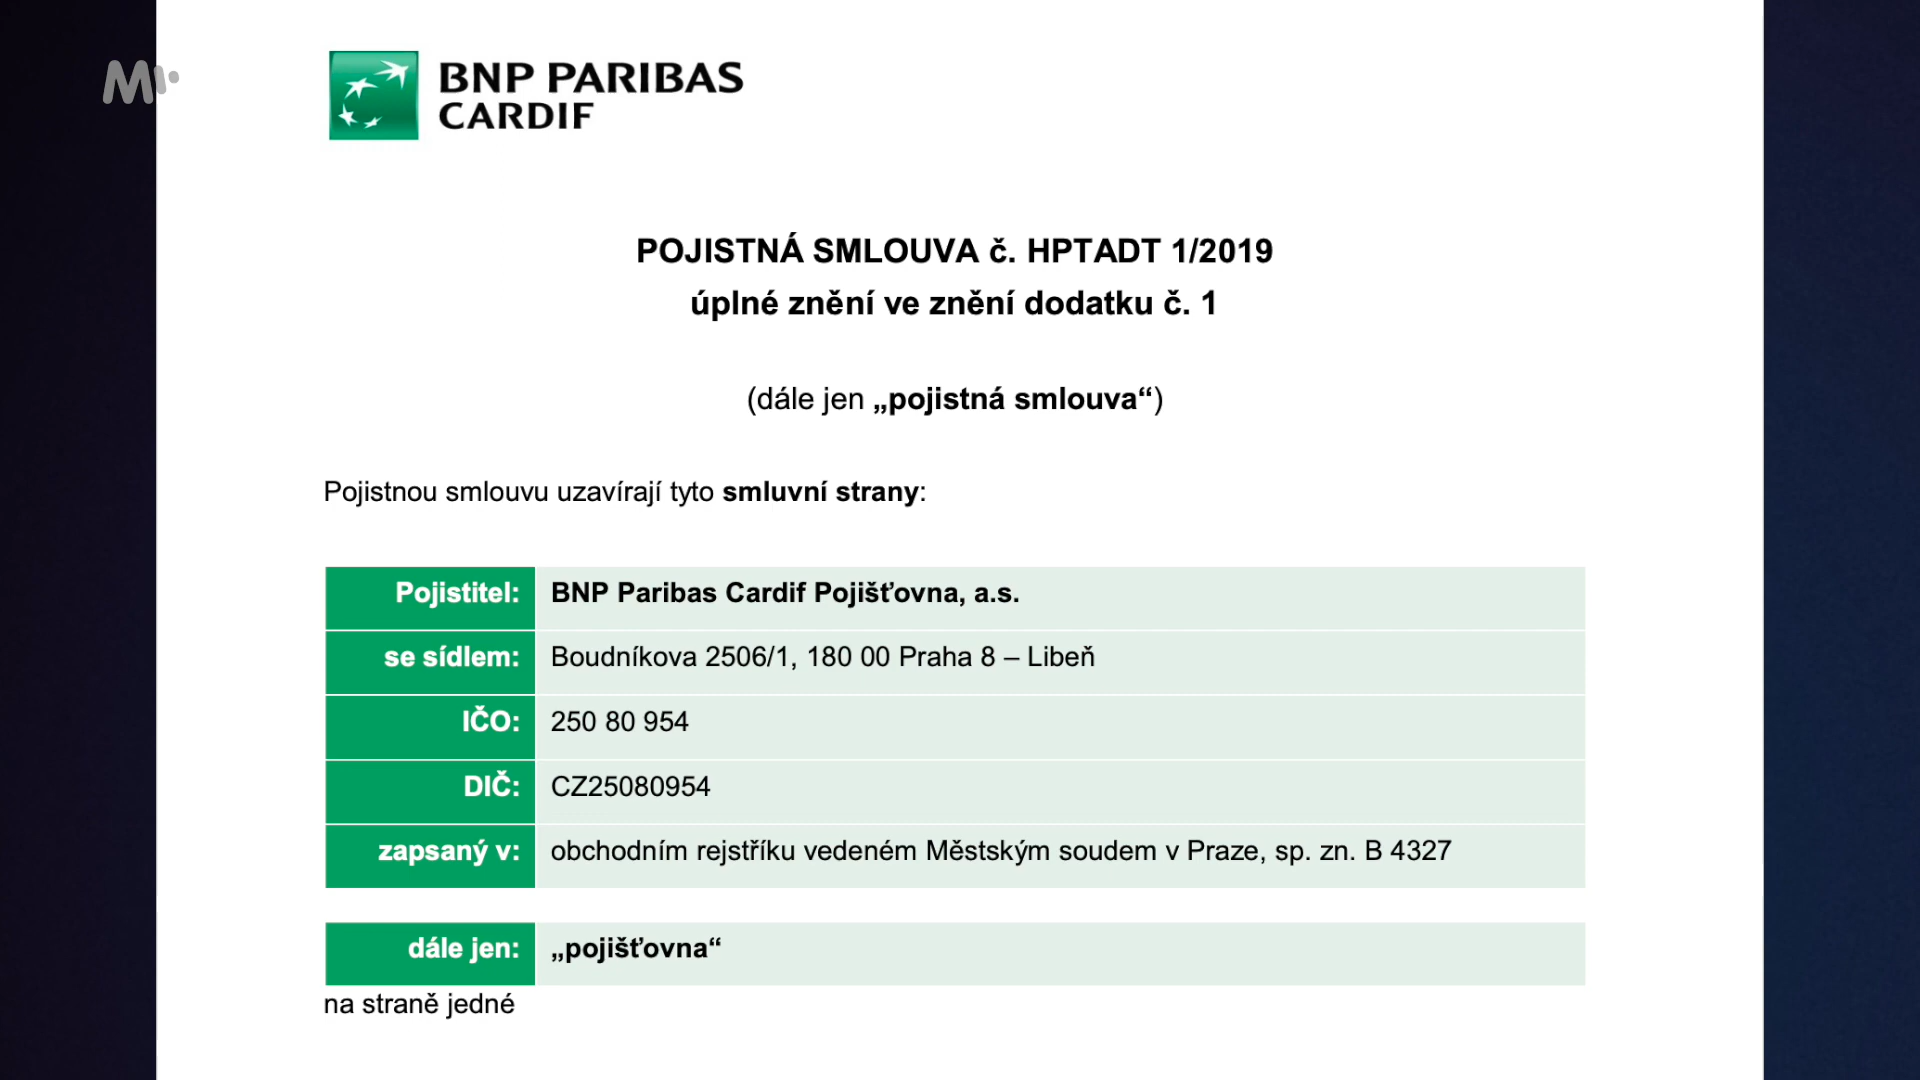 M
BNP PARIBAS
CARDIF
POJISTNÁ SMLOUVA č. HPTADT 1/2019
úplné znění ve znění dodatku č. 1
(dále jen „pojistná smlouva“)
Pojistnou smlouvu uzavírají tyto smluvní strany:
Pojistitel: BNP Paribas Cardif Pojišťovna, a.s.
se sídlem: Boudníkova 2506/1, 180 00 Praha 8 – Libeň
IČO: 250 80 954
DIČ: CZ25080954
zapsaný v: obchodním rejstříku vedeném Městským soudem v Praze, sp. zn. B 4327
dále jen: „pojišťovna“
na straně jedné